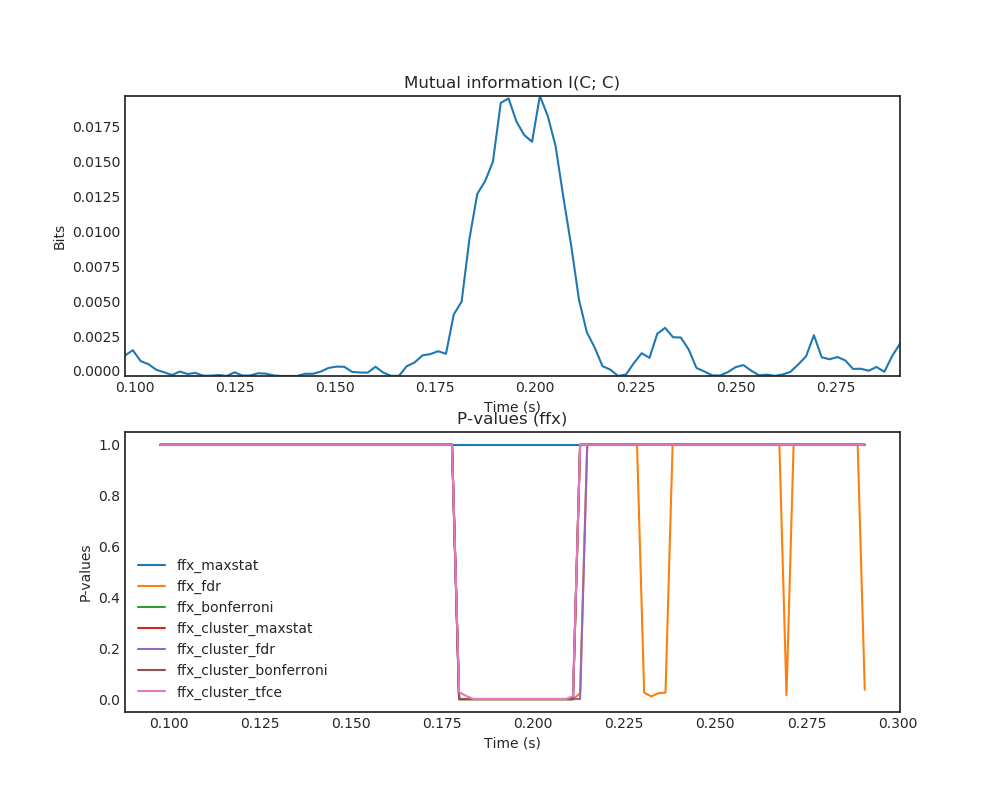 Mutual information I(C; C)
0.0175
0.0150
0.0125
0.0100
0.0075
0.0050
0.0025
0.0000
Bits
0.100 0.125 0.150 0.175 0.200 0.225 0.250 0.275
Time (s)
P-values (ffx)
1.0
0.8
0.6
0.4
0.2
0.0
P-values
ffx_maxstat
ffx_fdr
ffx_bonferroni
ffx_cluster_maxstat
ffx_cluster_fdr
ffx_cluster_bonferroni
ffx_cluster_tfce
0.100 0.125 0.150 0.175 0.200 0.225 0.250 0.275 0.300
Time (s)